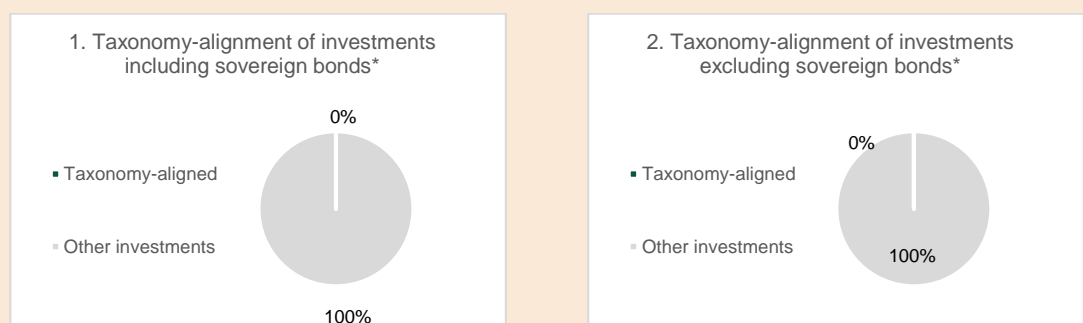 1. Taxonomy-alignment of investments
including sovereign bonds*
0%
Taxonomy-aligned
Other investments
100%
2. Taxonomy-alignment of investments
excluding sovereign bonds*
0%
Taxonomy-aligned
Other investments
100%